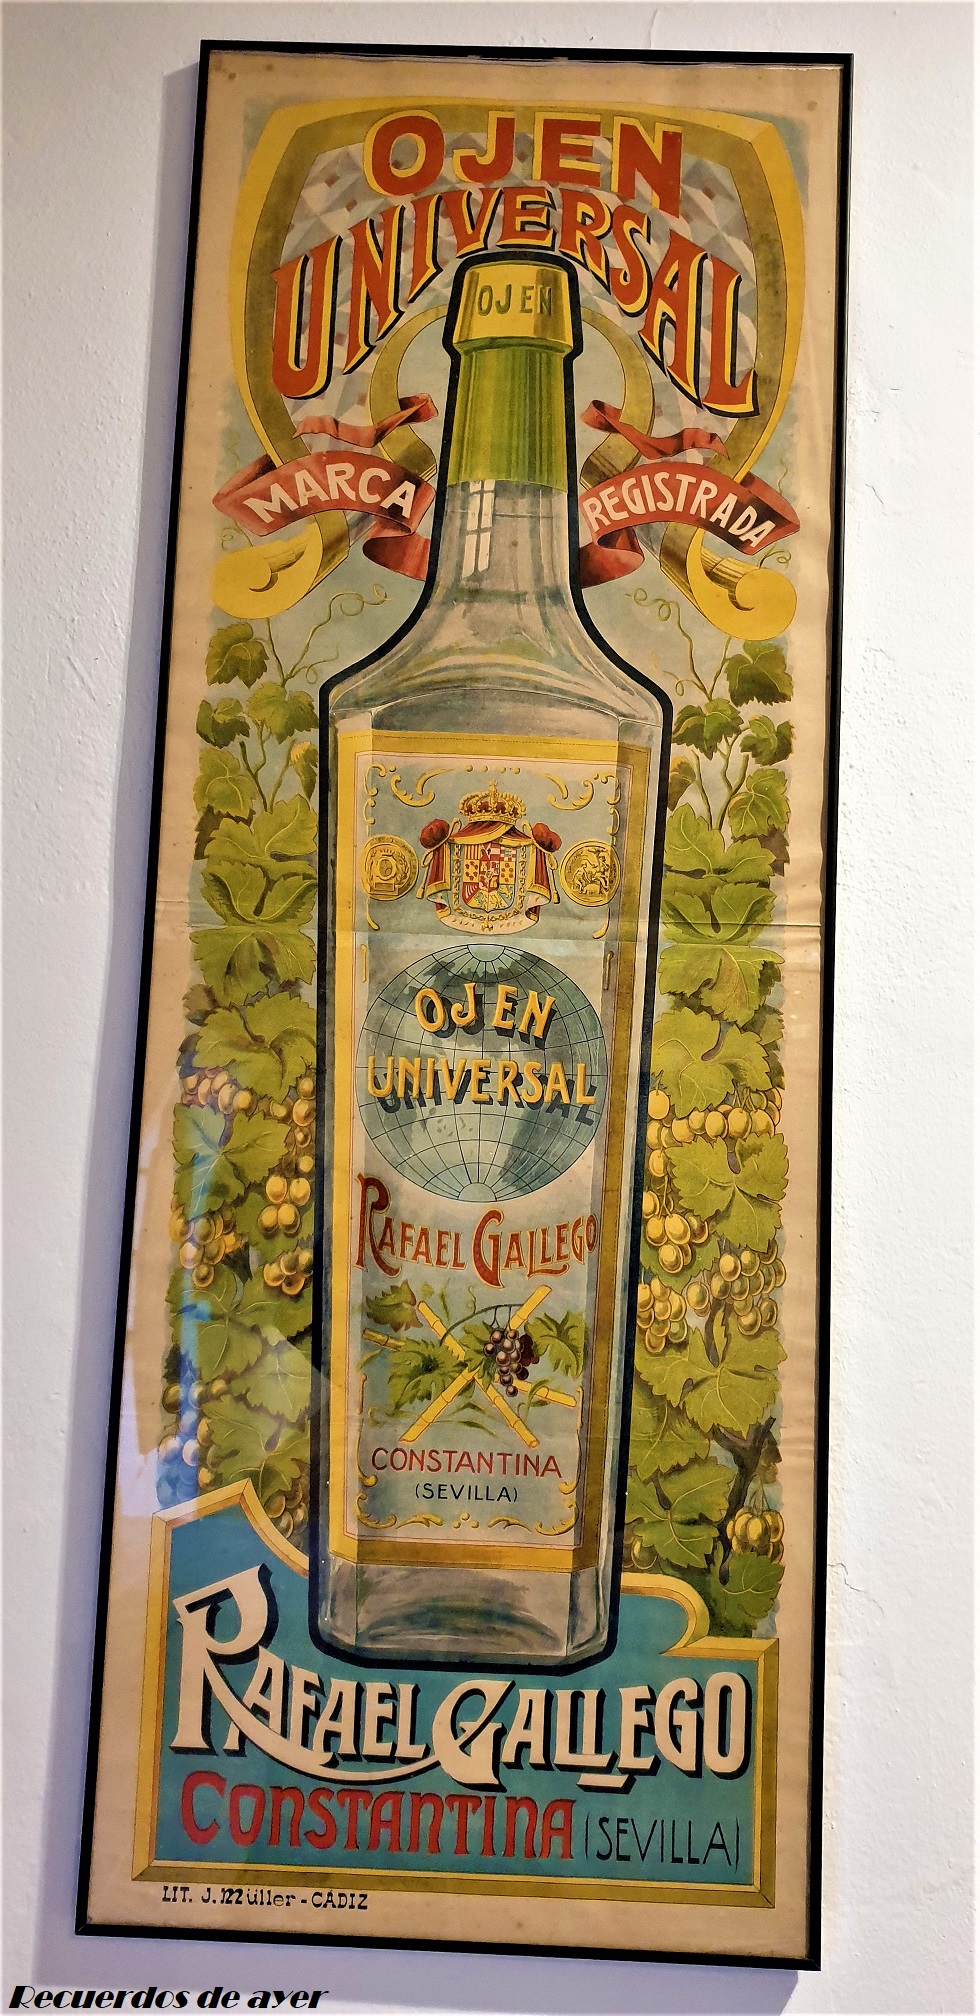 OJEN
UNIVERSAL
OJEN
MARCA
REGISTRADA
OJEN
UNIVERSAL
RAFAEL GALLEGO
CONSTANTINA
(SEVILLA)
RAFAEL GALLEGO
CONSTANTINA (SEVILLA)
LIT. J. Müller - CÁDIZ
Recuerdos de ayer